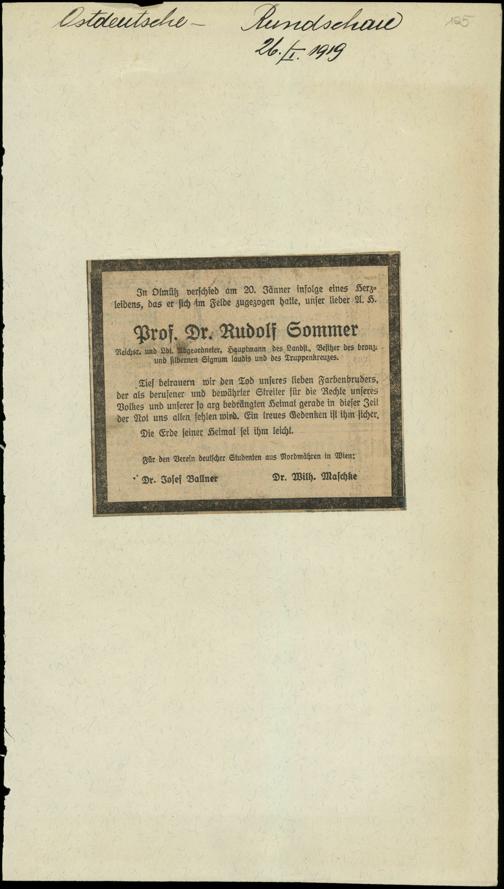 Ostdeutsche – Rundschau
26./I. 1919
125
In Olmütz verschied am 20. Jänner infolge eines Herz-
leidens, das er sich im Felde zugezogen hatte, unser lieber A. H.
Prof. Dr. Rudolf Sommer
Reichsr. und Ldt. Abgeordneter, Hauptmann des Landst., Besitzer des bronz.
und silbernen Signum laudis und des Truppenkreuzes.
Tief betrauern wir den Tod unseres lieben Farbenbruders,
der als berufener und bewährter Streiter für die Rechte unseres
Volkes und unserer so arg bedrängten Heimat gerade in dieser Zeit
der Not uns allen fehlen wird. Ein treues Gedenken ist ihm sicher.
Die Erde seiner Heimat sei ihm leicht.
Für den Verein deutscher Studenten aus Nordmähren in Wien:
Dr. Josef Ballner Dr. Wilh. Maschke